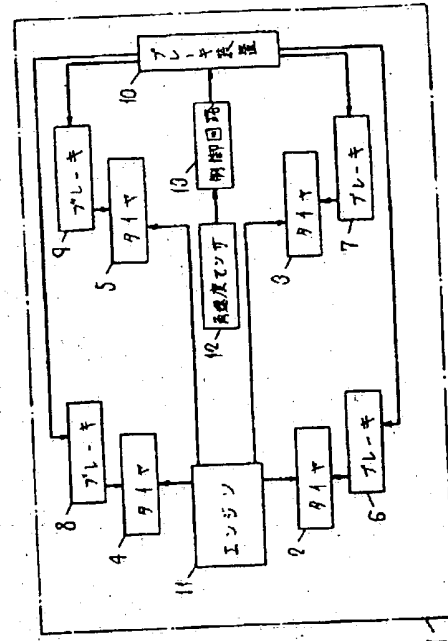 ブレーキ装置
10
ブレーキ
9
制御回路
13
ブレーキ
7
タイヤ
5
角速度センサ
12
タイヤ
3
ブレーキ
8
タイヤ
4
エンジン
11
タイヤ
2
ブレーキ
6